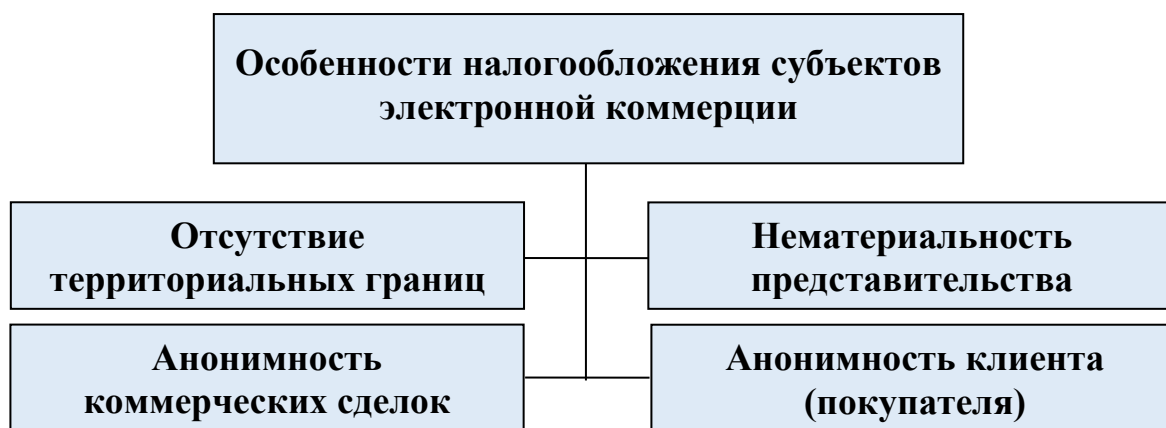 Особенности налогообложения субъектов
электронной коммерции
Отсутствие
территориальных границ
Нематериальность
представительства
Анонимность
коммерческих сделок
Анонимность клиента
(покупателя)